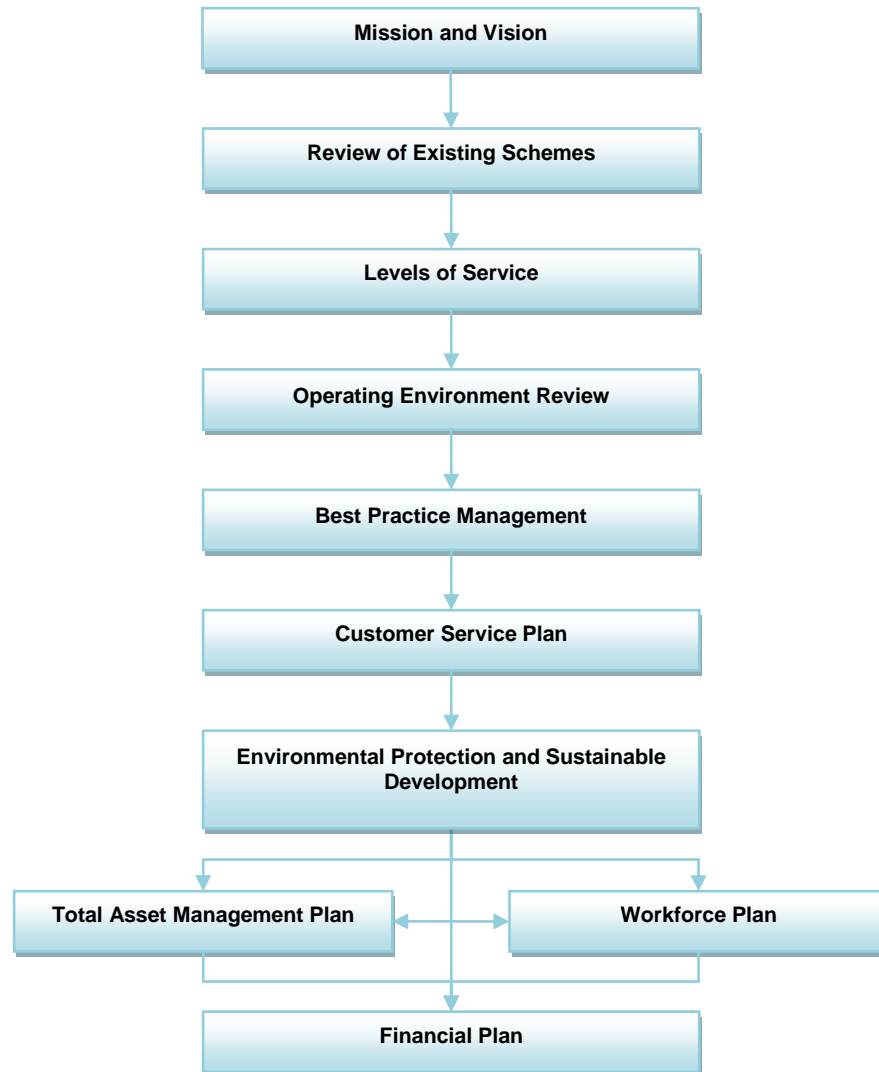 Mission and Vision
Review of Existing Schemes
Levels of Service
Operating Environment Review
Best Practice Management
Customer Service Plan
Environmental Protection and Sustainable
Development
Total Asset Management Plan
Workforce Plan
Financial Plan